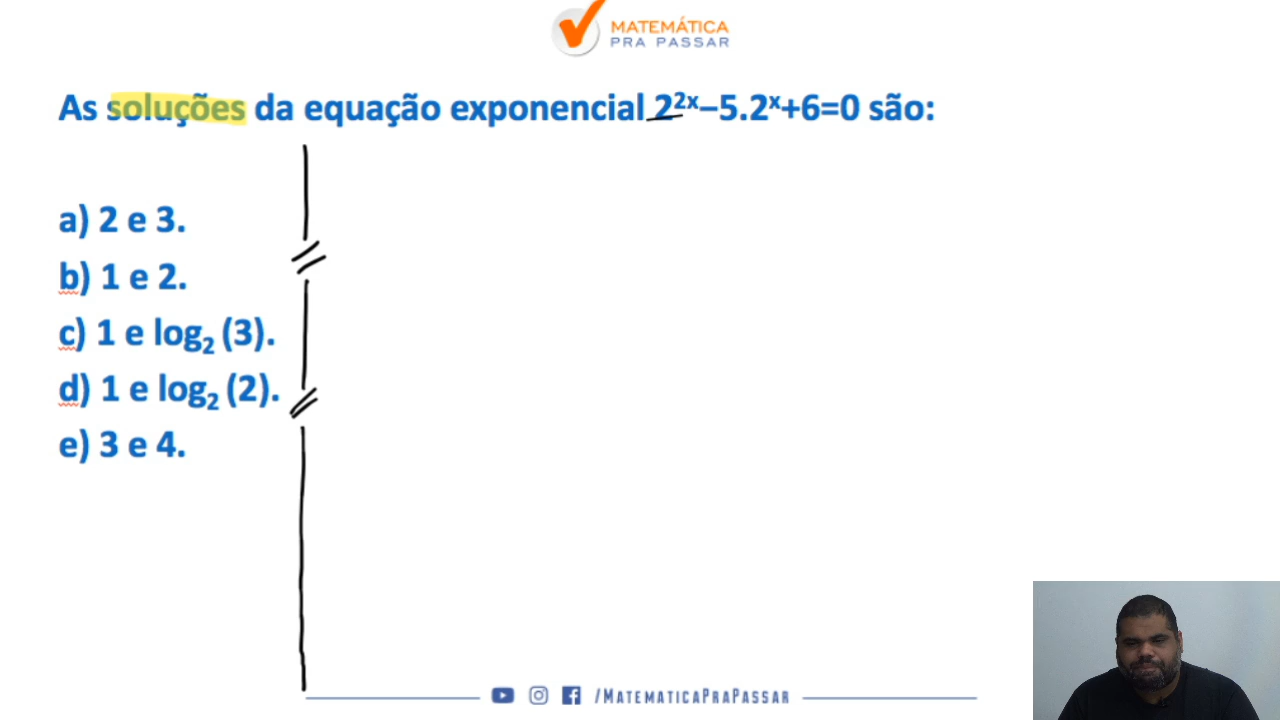 MATEMÁTICA
PRA PASSAR
As soluções da equação exponencial 2²ˣ–5.2ˣ+6=0 são:
a) 2 e 3.
b) 1 e 2.
c) 1 e log₂ (3).
d) 1 e log₂ (2).
e) 3 e 4.
/MATEMATICAPRAPASSAR